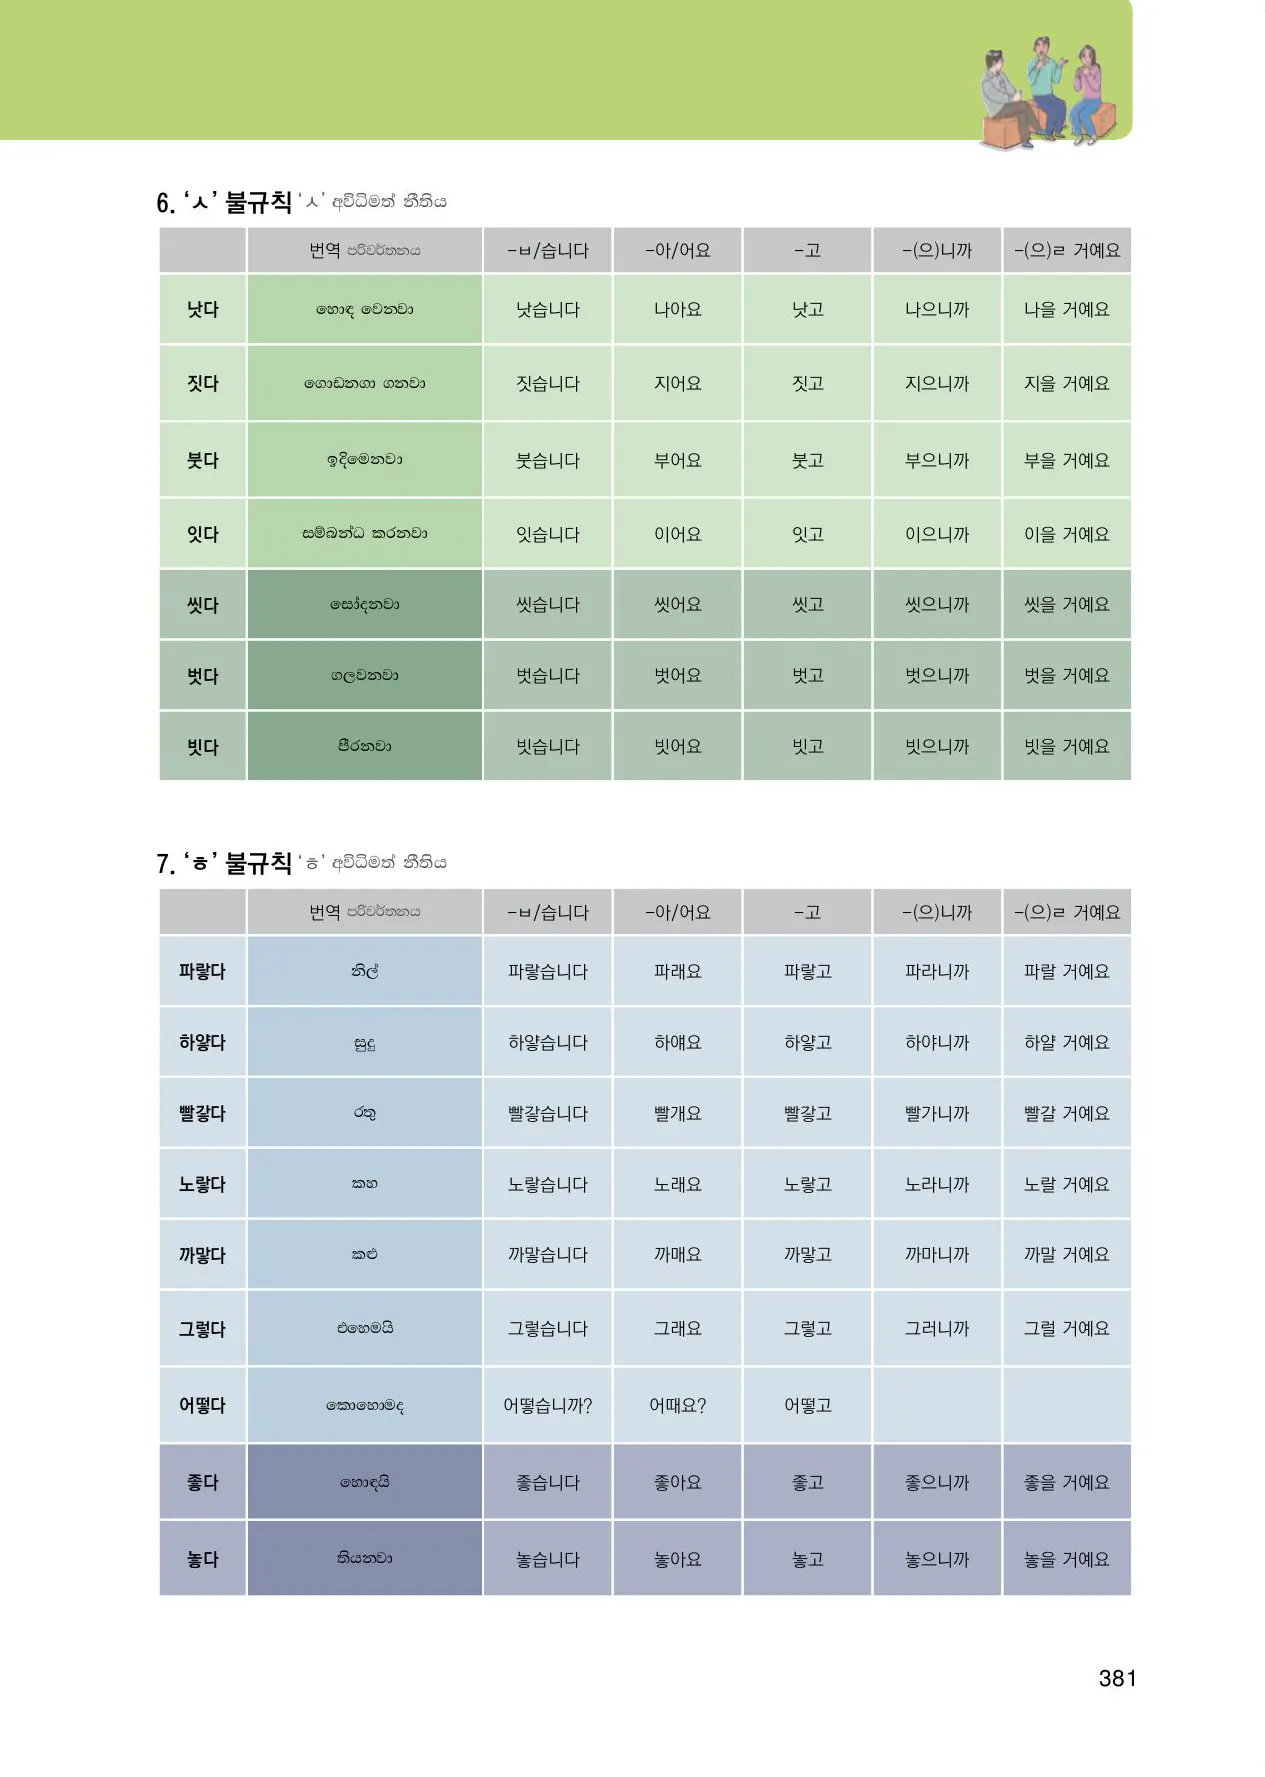 6. ‘ㅅ’ 불규칙 ‘ㅅ’ අවිධිමත් නීතිය
번역 පරිවර්තනය -ㅂ/습니다 -아/어요 -고 -(으)니까 -(으)ㄹ 거예요
낫다 හොඳ වෙනවා 낫습니다 나아요 낫고 나으니까 나을 거예요
짓다 ගොඩනගා ගනවා 짓습니다 지어요 짓고 지으니까 지을 거예요
붓다 ඉදිමෙනවා 붓습니다 부어요 붓고 부으니까 부을 거예요
잇다 සම්බන්ධ කරනවා 잇습니다 이어요 잇고 이으니까 이을 거예요
씻다 සෝදනවා 씻습니다 씻어요 씻고 씻으니까 씻을 거예요
벗다 ගලවනවා 벗습니다 벗어요 벗고 벗으니까 벗을 거예요
빗다 පීරනවා 빗습니다 빗어요 빗고 빗으니까 빗을 거예요
7. ‘ㅎ’ 불규칙 ‘ㅎ’ අවිධිමත් නීතිය
번역 පරිවර්තනය -ㅂ/습니다 -아/어요 -고 -(으)니까 -(으)ㄹ 거예요
파랗다 නිල් 파랗습니다 파래요 파랗고 파라니까 파랄 거예요
하얗다 සුදු 하얗습니다 하얘요 하얗고 하야니까 하얄 거예요
빨갛다 රතු 빨갛습니다 빨개요 빨갛고 빨가니까 빨갈 거예요
노랗다 කහ 노랗습니다 노래요 노랗고 노라니까 노랄 거예요
까맣다 කළු 까맣습니다 까매요 까맣고 까마니까 까말 거예요
그렇다 එහෙමයි 그렇습니다 그래요 그렇고 그러니까 그럴 거예요
어떻다 කොහොමද 어떻습니까? 어때요? 어떻고
좋다 හොඳයි 좋습니다 좋아요 좋고 좋으니까 좋을 거예요
놓다 තියනවා 놓습니다 놓아요 놓고 놓으니까 놓을 거예요
381